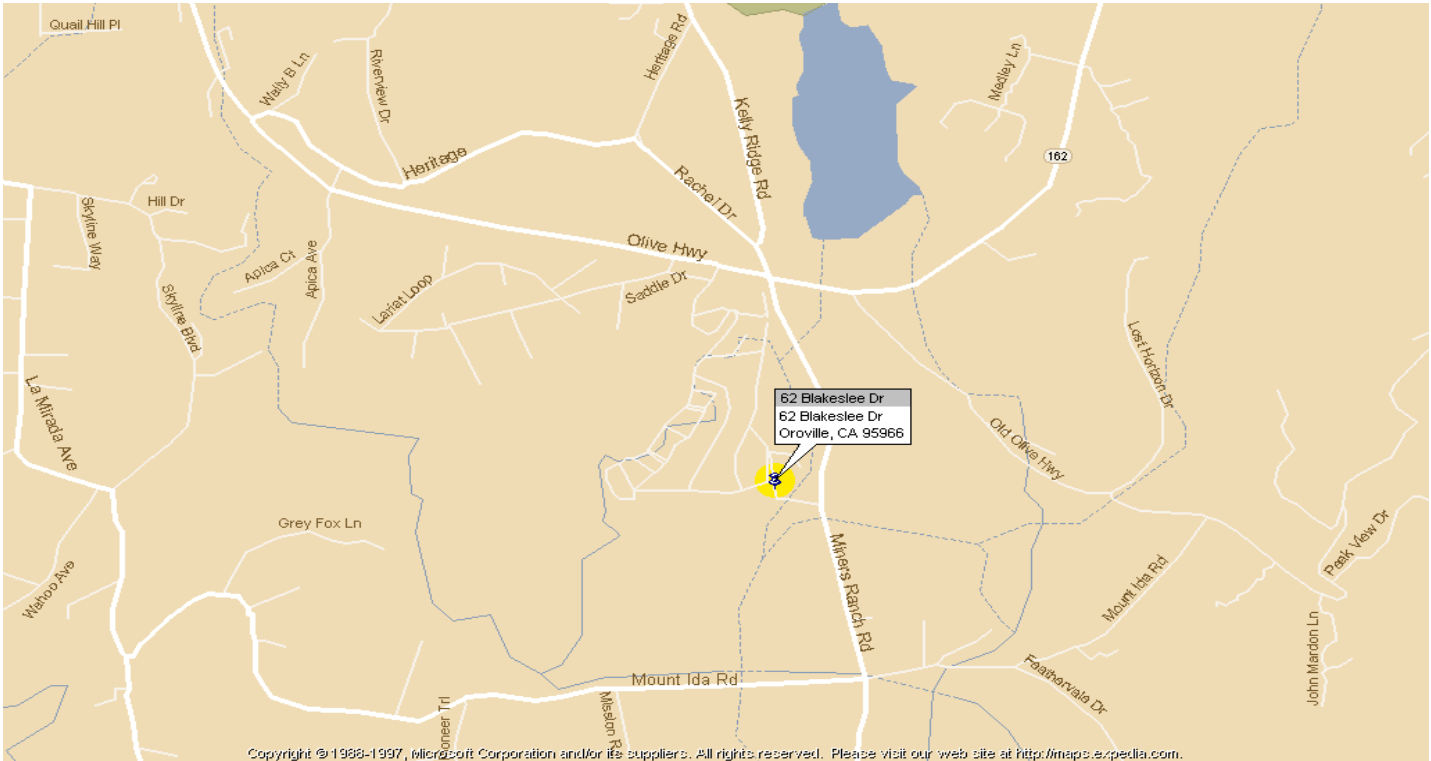 Quail Hill Pl
Wally B Ln
Riverview Dr
Heritage Rd
Kelly Ridge Rd
Medley Ln
162
Heritage
Rachel Dr
Skyline Way
Hill Dr
Olive Hwy
Apica Ct
Apica Ave
Lariat Loop
Saddle Dr
Skyline Blvd
Lost Horizon Dr
La Mirada Ave
62 Blakeslee Dr
62 Blakeslee Dr
Oroville, CA 95966
Old Olive Hwy
Grey Fox Ln
Peak View Dr
Wahoo Ave
Miners Ranch Rd
Mount Ida Rd
John Mardon Ln
Mount Ida Rd
Feathervale Dr
oneer Trl
Mission R
Copyright © 1988-1997, Microsoft Corporation and/or its suppliers. All rights reserved. Please visit our web site at http://maps.expedia.com.